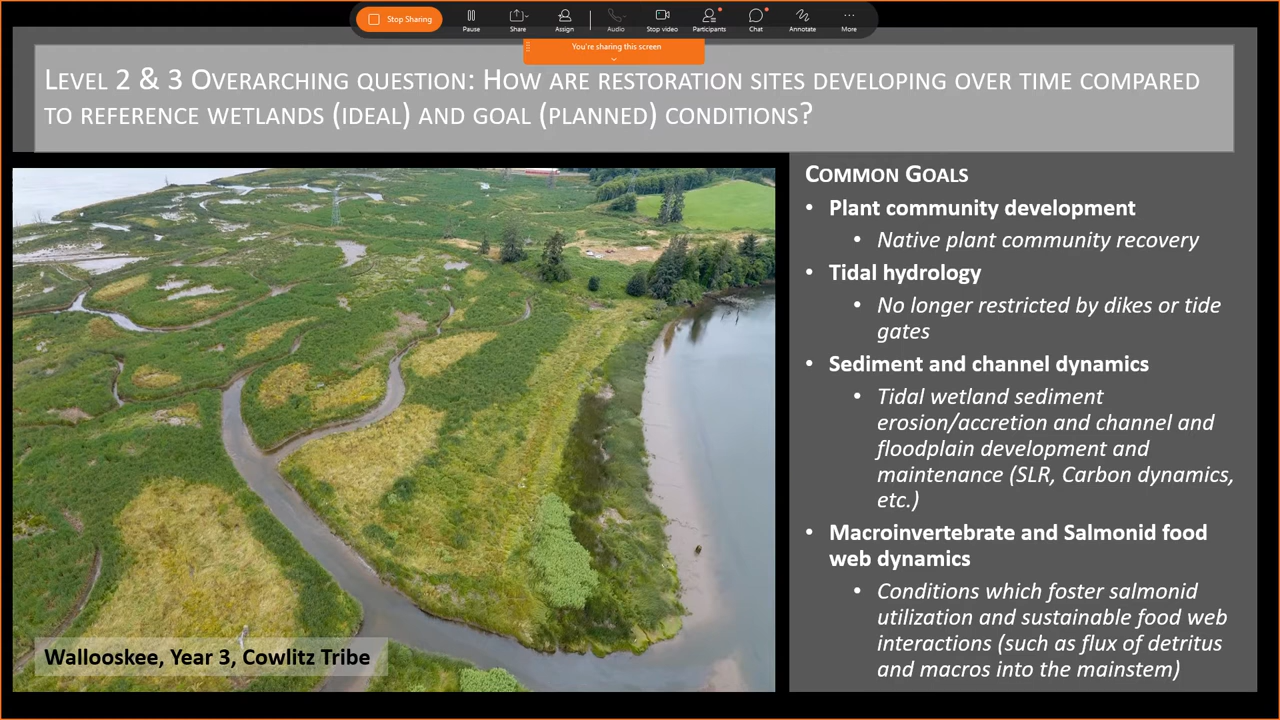 Stop Sharing
Pause
Share
Assign
Audio
Stop video
Participants
Chat
Annotate
More
You're sharing this screen
LEVEL 2 & 3 OVERARCHING QUESTION: HOW ARE RESTORATION SITES DEVELOPING OVER TIME COMPARED
TO REFERENCE WETLANDS (IDEAL) AND GOAL (PLANNED) CONDITIONS?
COMMON GOALS
• Plant community development
• Native plant community recovery
• Tidal hydrology
• No longer restricted by dikes or tide
gates
• Sediment and channel dynamics
• Tidal wetland sediment
erosion/accretion and channel and
floodplain development and
maintenance (SLR, Carbon dynamics,
etc.)
• Macroinvertebrate and Salmonid food
web dynamics
• Conditions which foster salmonid
utilization and sustainable food web
interactions (such as flux of detritus
and macros into the mainstem)
Wallooskee, Year 3, Cowlitz Tribe